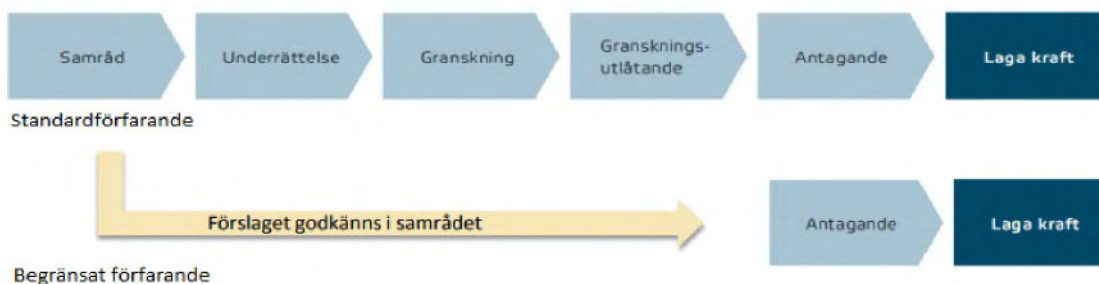 Samråd
Underrättelse
Granskning
Gransknings-
utlåtande
Antagande
Laga kraft
Standardförfarande
Förslaget godkänns i samrådet
Antagande
Laga kraft
Begränsat förfarande